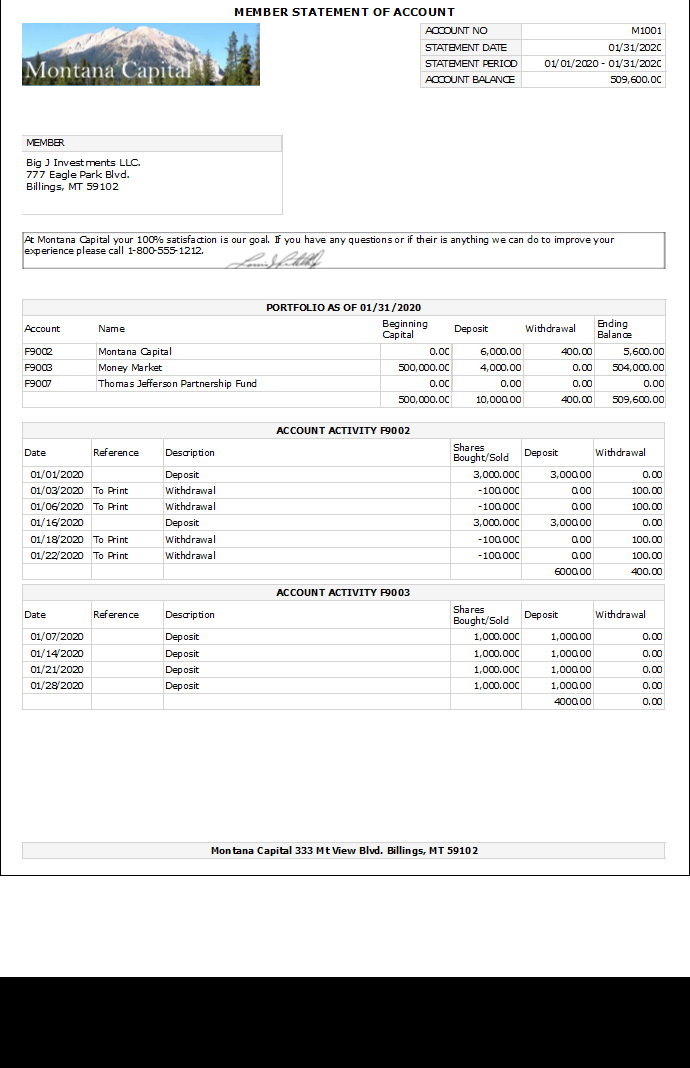 MEMBER STATEMENT OF ACCOUNT
Montana Capital
ACCOUNT NO M1001
STATEMENT DATE 01/31/2020
STATEMENT PERIOD 01/01/2020 - 01/31/2020
ACCOUNT BALANCE 509,600.00
MEMBER
Big J Investments LLC.
777 Eagle Park Blvd.
Billings, MT 59102
At Montana Capital your 100% satisfaction is our goal. If you have any questions or if their is anything we can do to improve your
experience please call 1-800-555-1212.
PORTFOLIO AS OF 01/31/2020
Account Name Beginning Capital Deposit Withdrawal Ending Balance
F9002 Montana Capital 0.00 6,000.00 400.00 5,600.00
F9003 Money Market 500,000.00 4,000.00 0.00 504,000.00
F9007 Thomas Jefferson Partnership Fund 0.00 0.00 0.00 0.00
500,000.00 10,000.00 400.00 509,600.00
ACCOUNT ACTIVITY F9002
Date Reference Description Shares Bought/Sold Deposit Withdrawal
01/01/2020 Deposit 3,000.000 3,000.00 0.00
01/03/2020 To Print Withdrawal -100.000 0.00 100.00
01/06/2020 To Print Withdrawal -100.000 0.00 100.00
01/16/2020 Deposit 3,000.000 3,000.00 0.00
01/18/2020 To Print Withdrawal -100.000 0.00 100.00
01/22/2020 To Print Withdrawal -100.000 0.00 100.00
6000.00 400.00
ACCOUNT ACTIVITY F9003
Date Reference Description Shares Bought/Sold Deposit Withdrawal
01/07/2020 Deposit 1,000.000 1,000.00 0.00
01/14/2020 Deposit 1,000.000 1,000.00 0.00
01/21/2020 Deposit 1,000.000 1,000.00 0.00
01/28/2020 Deposit 1,000.000 1,000.00 0.00
4000.00 0.00
Montana Capital 333 Mt View Blvd. Billings, MT 59102